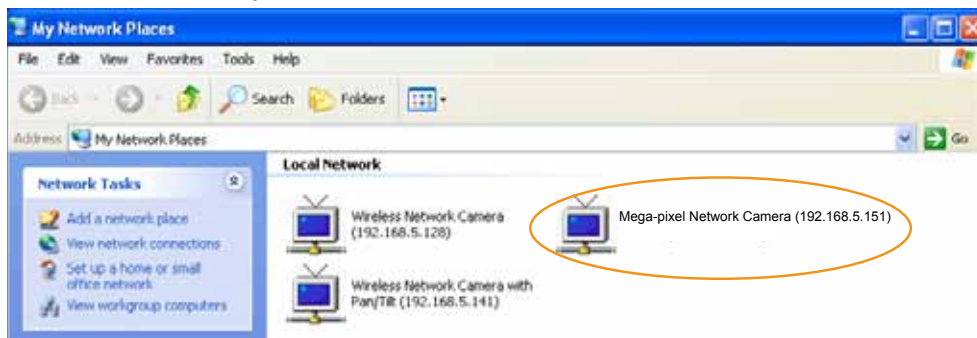 My Network Places
File Edit View Favorites Tools Help
Back Search Folders
Address My Network Places Go
Local Network
Network Tasks
Add a network place
View network connections
Set up a home or small
office network
View workgroup computers
Wireless Network Camera
(192.168.5.128)
Mega-pixel Network Camera (192.168.5.151)
Wireless Network Camera with
Pan/Tilt (192.168.5.141)